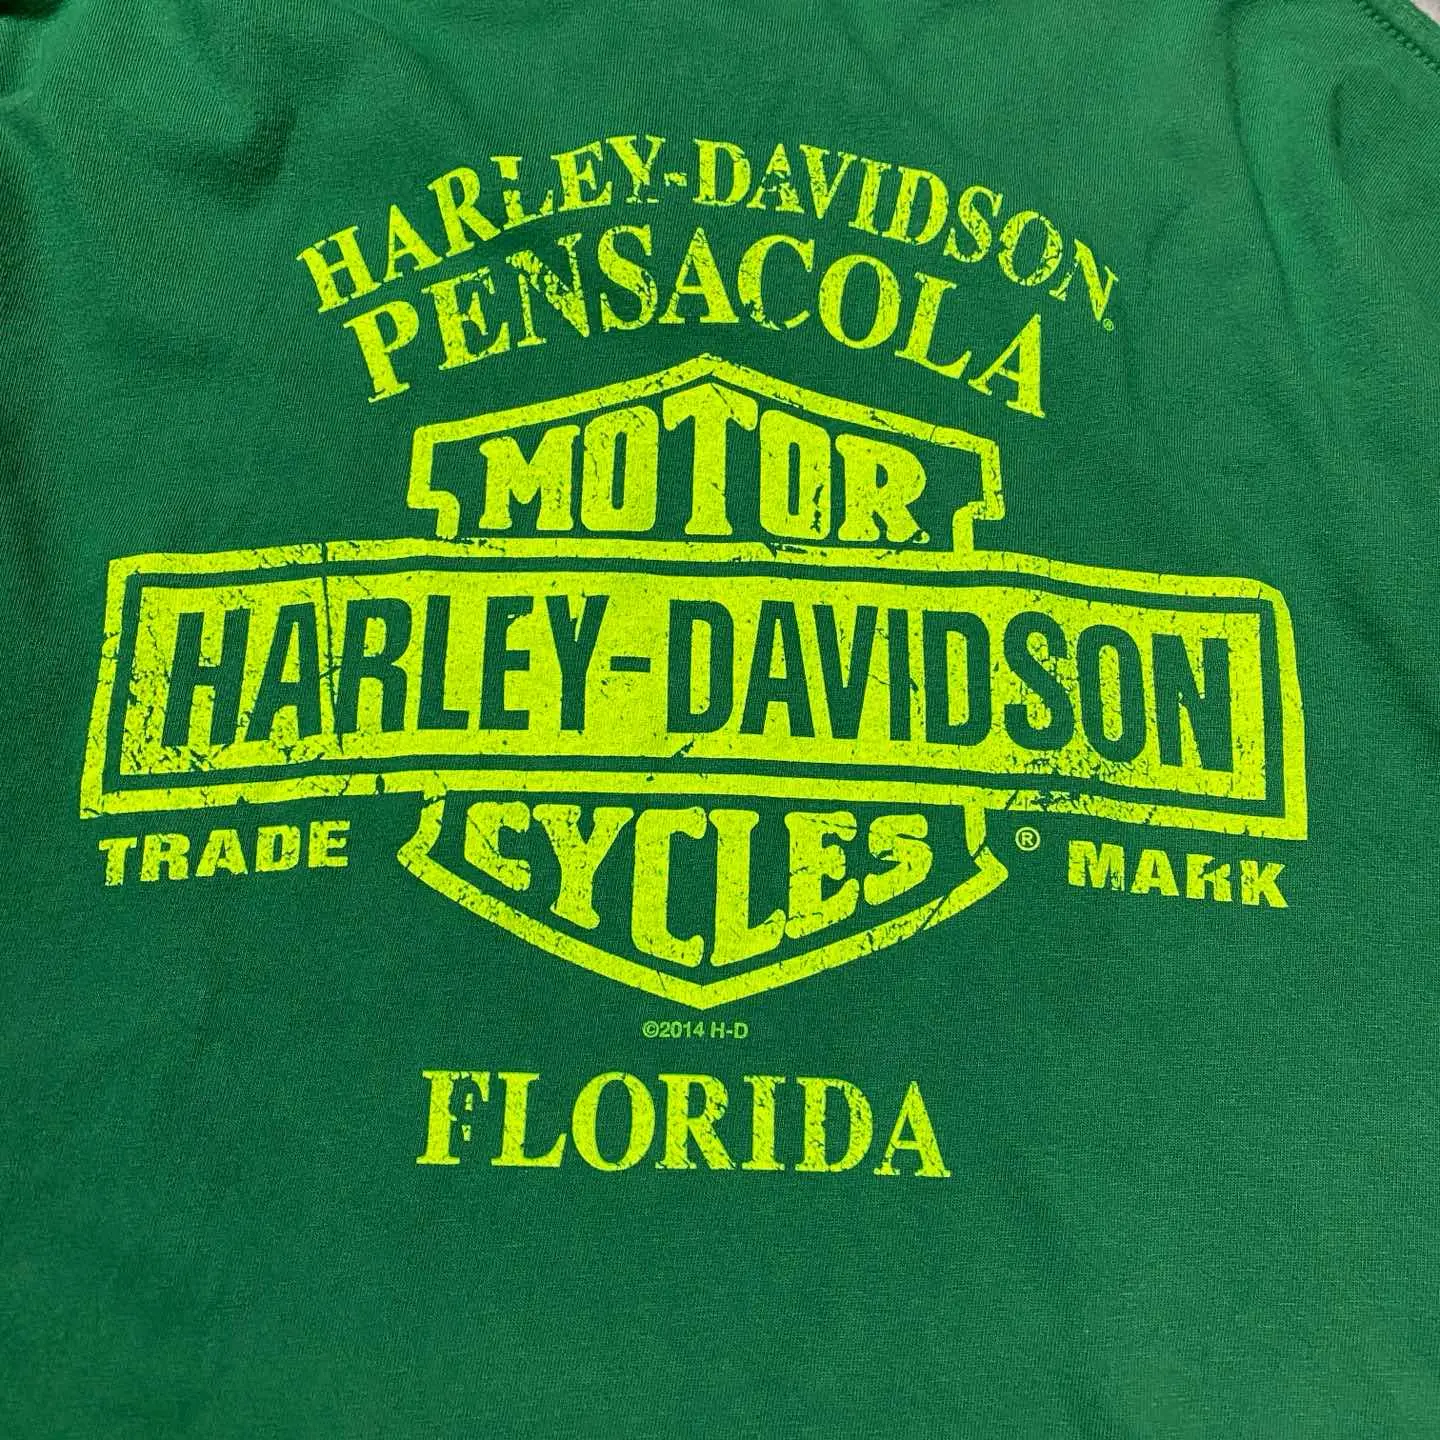 HARLEY-DAVIDSON®
PENSACOLA
MOTOR
HARLEY-DAVIDSON
CYCLES ®
TRADE MARK
©2014 H-D
FLORIDA